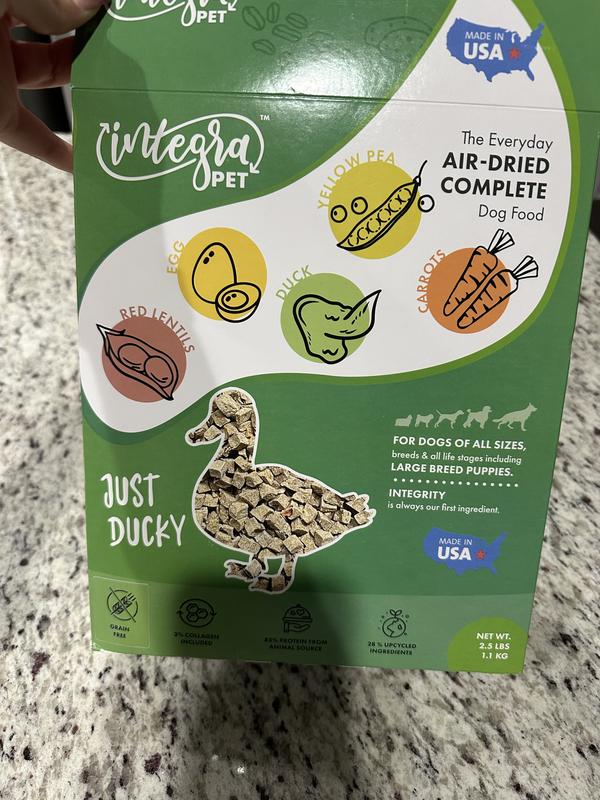 integra
PET
MADE IN
USA
integra™
PET
The Everyday
AIR-DRIED
COMPLETE
Dog Food
YELLOW PEA
EGG
DUCK
CARROTS
RED LENTILS
FOR DOGS OF ALL SIZES,
breeds & all life stages including
LARGE BREED PUPPIES.
INTEGRITY
is always our first ingredient.
JUST
DUCKY
MADE IN
USA
GRAIN
FREE
2% COLLAGEN
INCLUDED
85% PROTEIN FROM
ANIMAL SOURCE
28 % UPCYCLED
INGREDIENTS
NET WT.
2.5 LBS
1.1 KG